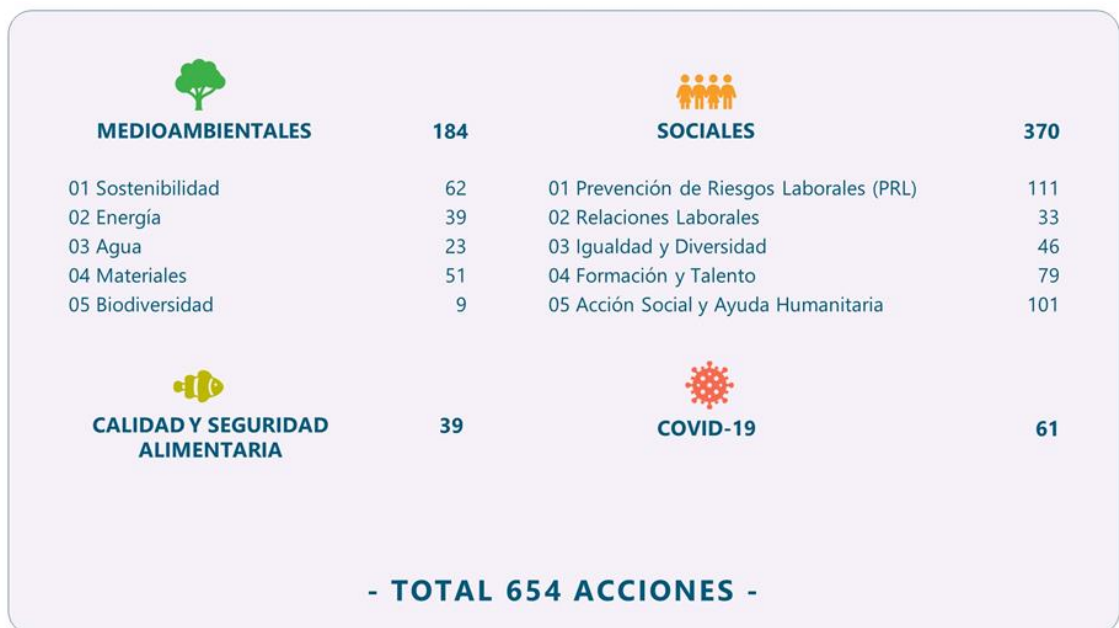 MEDIOAMBIENTALES 184
01 Sostenibilidad 62
02 Energía 39
03 Agua 23
04 Materiales 51
05 Biodiversidad 9
SOCIALES 370
01 Prevención de Riesgos Laborales (PRL) 111
02 Relaciones Laborales 33
03 Igualdad y Diversidad 46
04 Formación y Talento 79
05 Acción Social y Ayuda Humanitaria 101
CALIDAD Y SEGURIDAD 39
ALIMENTARIA
COVID-19 61
- TOTAL 654 ACCIONES -